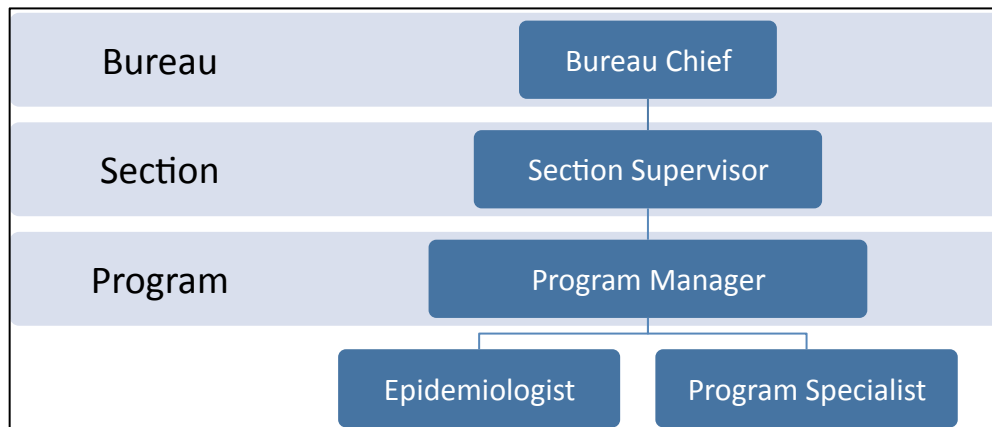 Bureau
Bureau Chief
Section
Section Supervisor
Program
Program Manager
Epidemiologist
Program Specialist